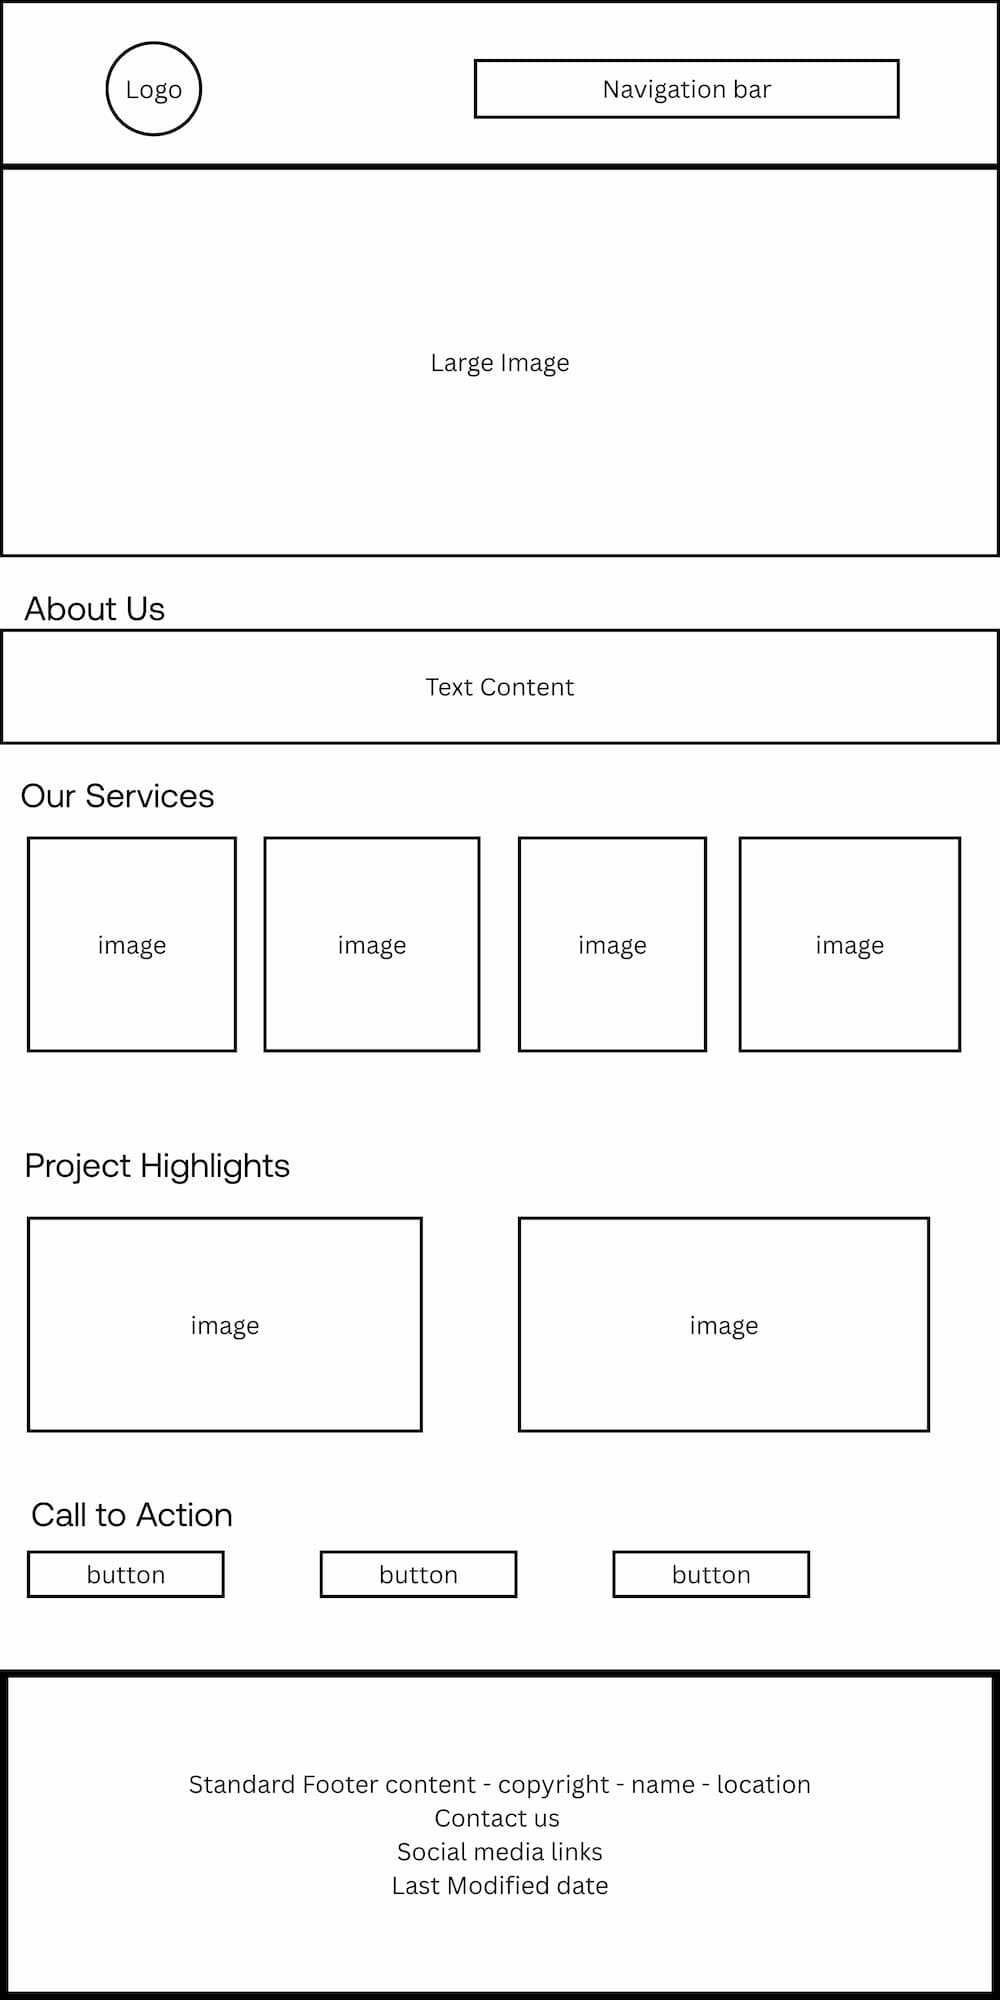 Logo
Navigation bar
Large Image
About Us
Text Content
Our Services
image
image
image
image
Project Highlights
image
image
Call to Action
button
button
button
Standard Footer content - copyright - name - location
Contact us
Social media links
Last Modified date